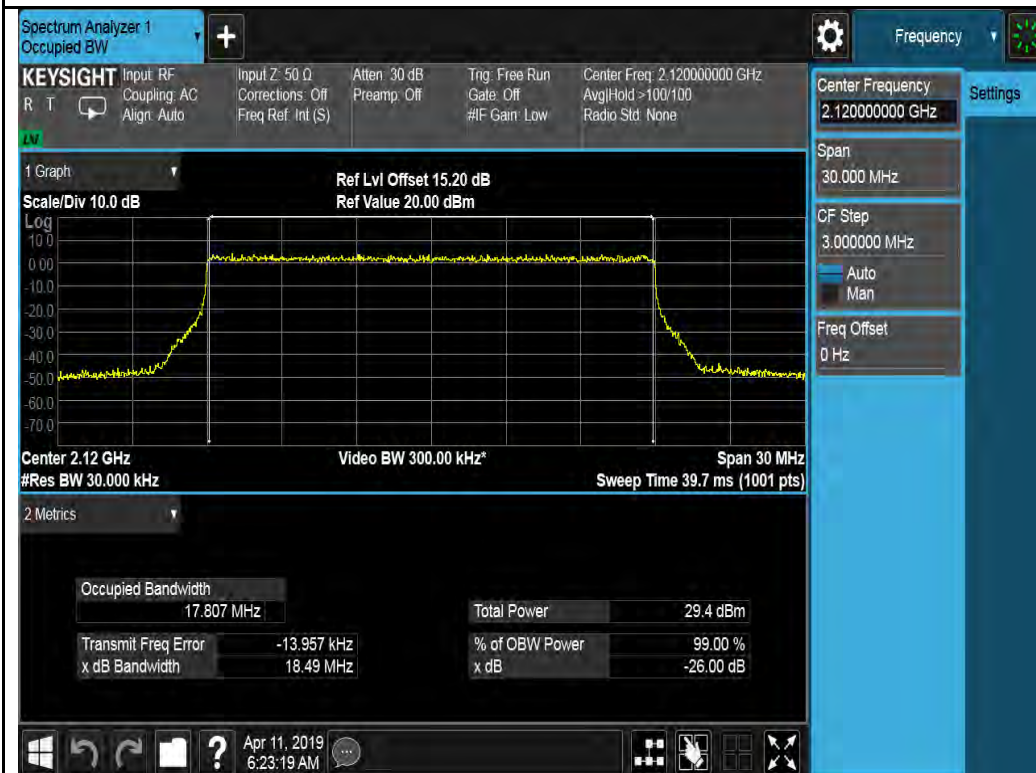 Spectrum Analyzer 1
Occupied BW
Frequency
KEYSIGHT
R T
Input: RF
Coupling: AC
Align: Auto
Input Z: 50 Ω
Corrections: Off
Freq Ref: Int (S)
Atten: 30 dB
Preamp: Off
Trig: Free Run
Gate: Off
#IF Gain: Low
Center Freq: 2.120000000 GHz
Avg|Hold >100/100
Radio Std: None
Center Frequency
2.120000000 GHz
Settings
Span
30.000 MHz
CF Step
3.000000 MHz
Auto
Man
Freq Offset
0 Hz
1 Graph
Scale/Div 10.0 dB
Ref Lvl Offset 15.20 dB
Ref Value 20.00 dBm
Log
10.0
0.00
-10.0
-20.0
-30.0
-40.0
-50.0
-60.0
-70.0
Center 2.12 GHz
Video BW 300.00 kHz*
Span 30 MHz
#Res BW 30.000 kHz
Sweep Time 39.7 ms (1001 pts)
2 Metrics
Occupied Bandwidth
17.807 MHz
Total Power 29.4 dBm
Transmit Freq Error -13.957 kHz
% of OBW Power 99.00 %
x dB Bandwidth 18.49 MHz
x dB -26.00 dB
?
Apr 11, 2019
6:23:19 AM